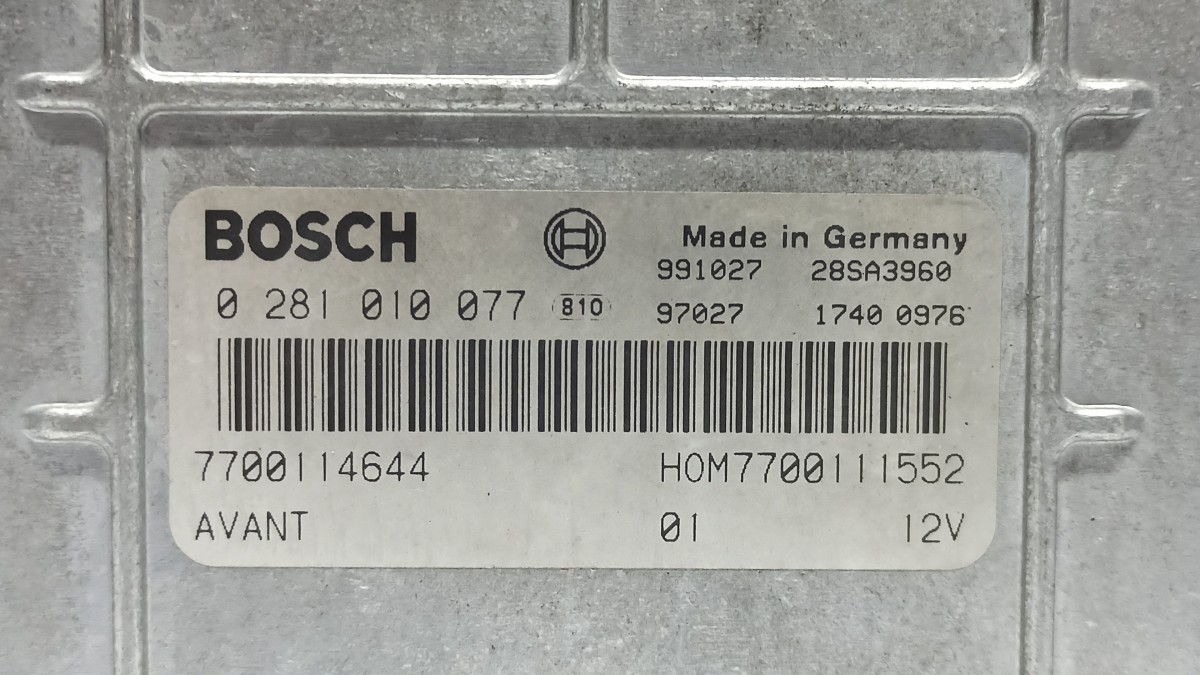 BOSCH Made in Germany
991027 28SA3960
0 281 010 077 810 97027 1740 0976
7700114644 HOM7700111552
AVANT 01 12V